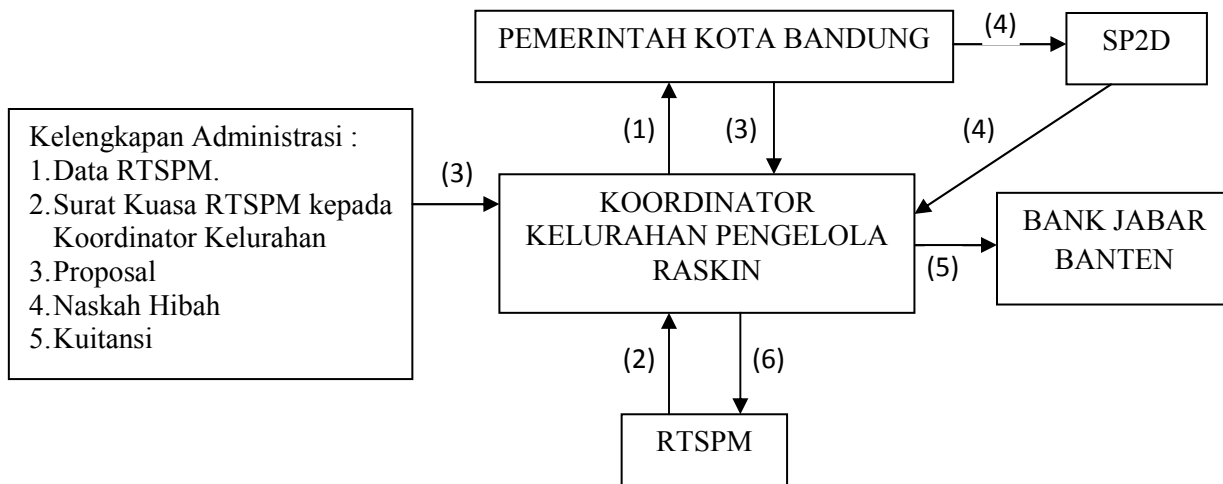 PEMERINTAH KOTA BANDUNG
(4)
SP2D
Kelengkapan Administrasi :
1.Data RTSPM.
2.Surat Kuasa RTSPM kepada
Koordinator Kelurahan
3.Proposal
4.Naskah Hibah
5.Kuitansi
(3)
(1)
(3)
(4)
KOORDINATOR
KELURAHAN PENGELOLA
RASKIN
(5)
BANK JABAR
BANTEN
(2)
(6)
RTSPM